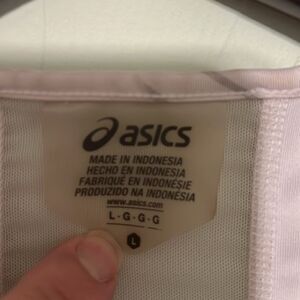 asics
MADE IN INDONESIA
HECHO EN INDONESIA
FABRIQUÉ EN INDONÉSIE
PRODUZIDO NA INDONÉSIA
www.asics.com
L-G-G-G
L